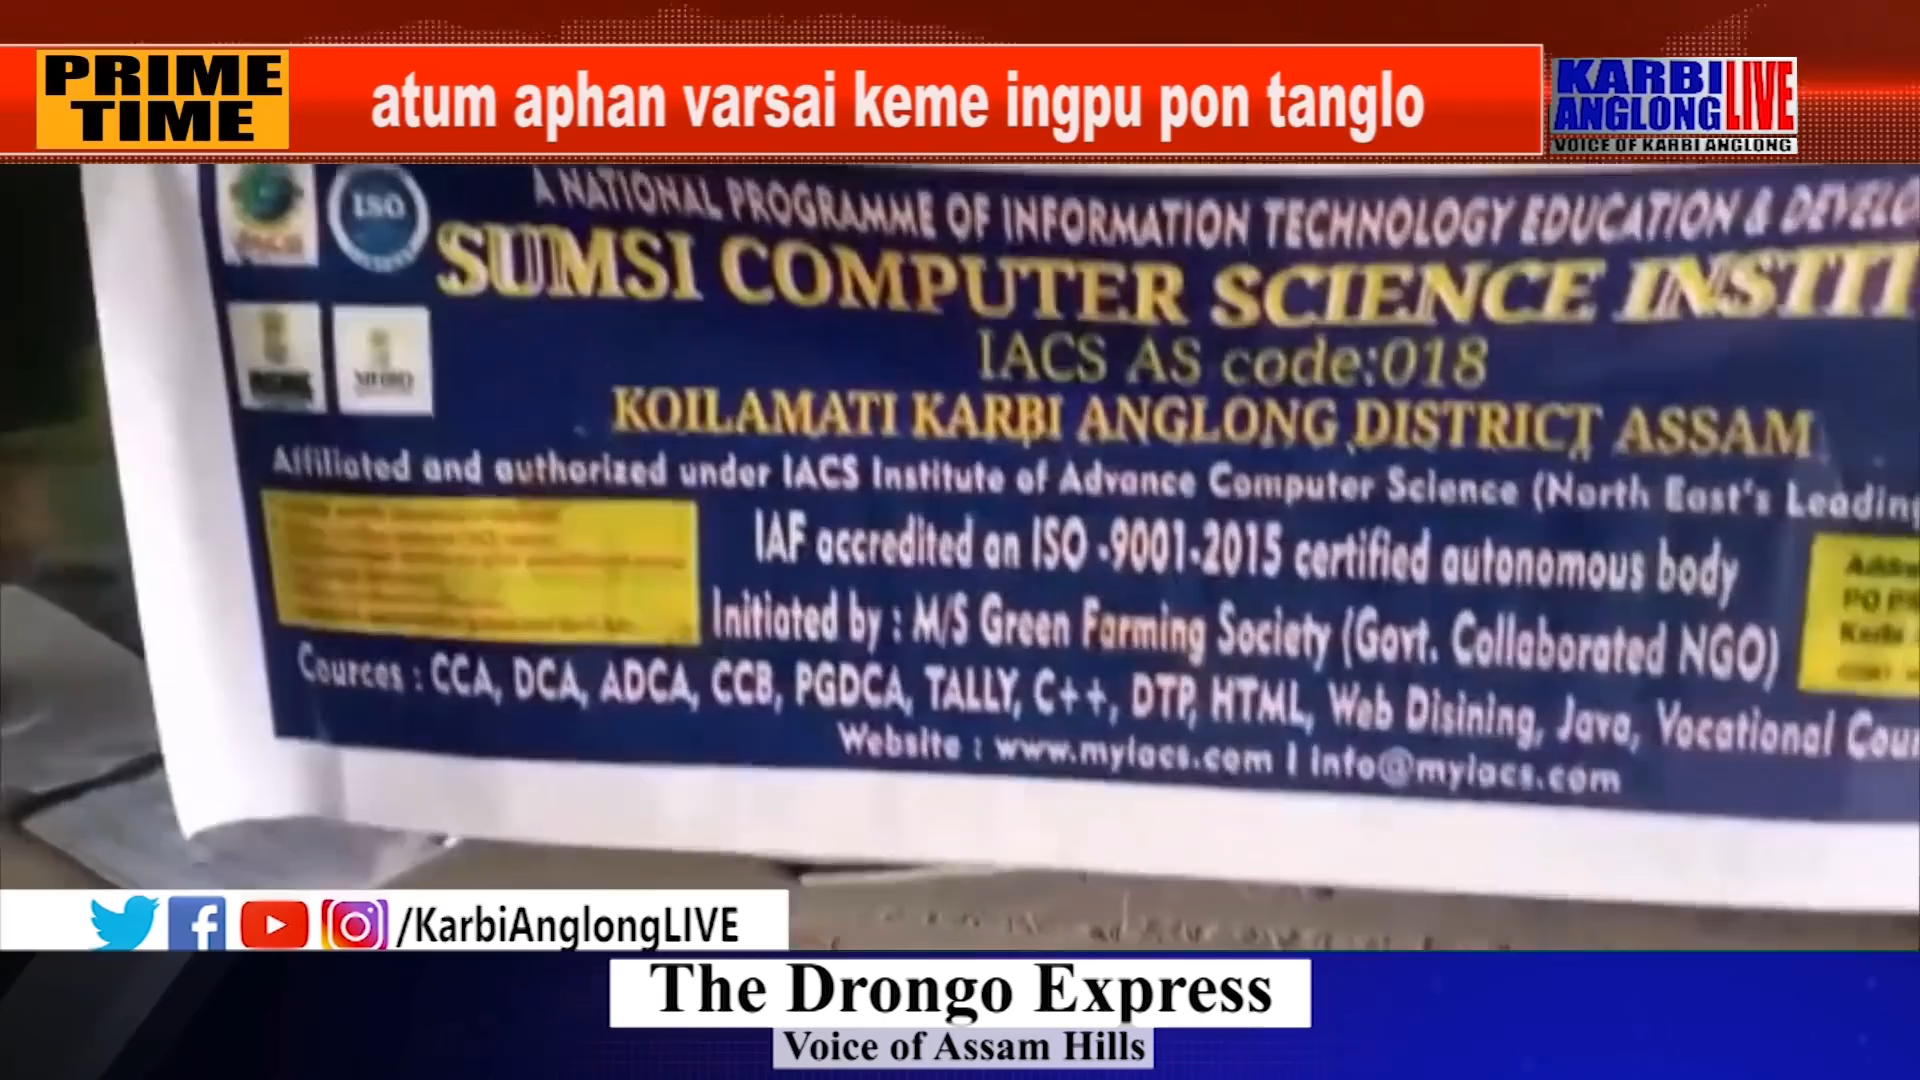 PRIME
TIME
atum aphan varsai keme ingpu pon tanglo
KARBI
ANGLONG
LIVE
VOICE OF KARBI ANGLONG
ISO
A NATIONAL PROGRAMME OF INFORMATION TECHNOLOGY EDUCATION & DEVELO
SUMSI COMPUTER SCIENCE INSTIT
IACS AS code:018
KOILAMATI KARBI ANGLONG DISTRICT ASSAM
Affiliated and authorized under IACS Institute of Advance Computer Science (North East's Leading
IAF accredited an ISO -9001-2015 certified autonomous body
Initiated by : M/S Green Farming Society (Govt. Collaborated NGO)
Cources : CCA, DCA, ADCA, CCB, PGDCA, TALLY, C++, DTP, HTML, Web Disining, Java, Vocational Cour
Website : www.myiacs.com I info@myiacs.com
/KarbiAnglongLIVE
The Drongo Express
Voice of Assam Hills